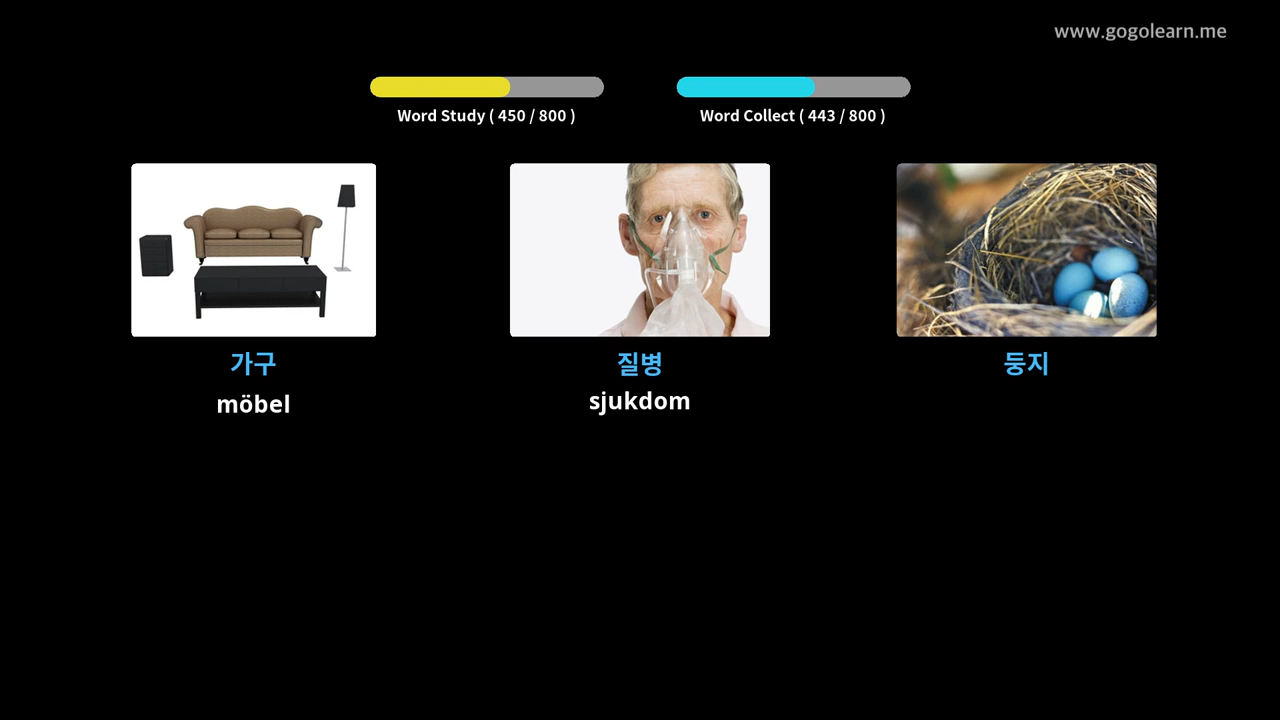 www.gogolearn.me
Word Study ( 450 / 800 )
Word Collect ( 443 / 800 )
가구
möbel
질병
sjukdom
둥지